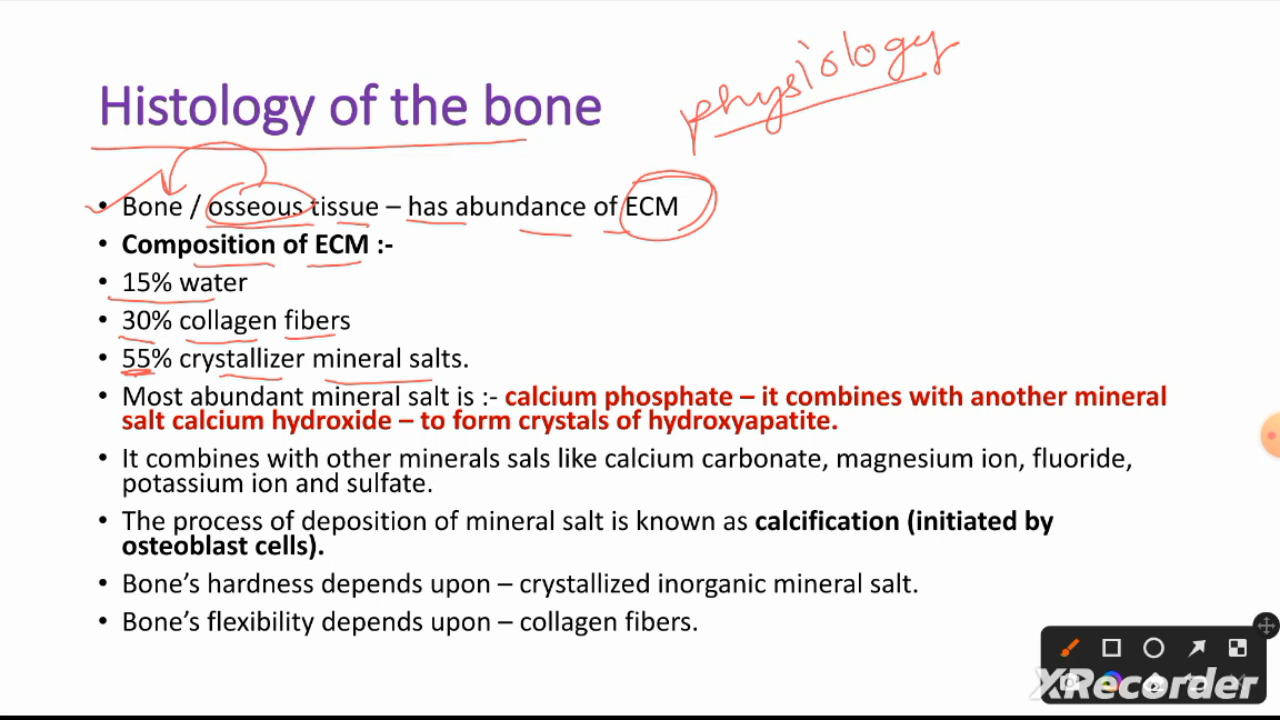 physiology
Histology of the bone
• Bone / osseous tissue – has abundance of ECM
• Composition of ECM :-
• 15% water
• 30% collagen fibers
• 55% crystallizer mineral salts.
• Most abundant mineral salt is :- calcium phosphate – it combines with another mineral
salt calcium hydroxide – to form crystals of hydroxyapatite.
• It combines with other minerals sals like calcium carbonate, magnesium ion, fluoride,
potassium ion and sulfate.
• The process of deposition of mineral salt is known as calcification (initiated by
osteoblast cells).
• Bone’s hardness depends upon – crystallized inorganic mineral salt.
• Bone’s flexibility depends upon – collagen fibers.
XRecorder